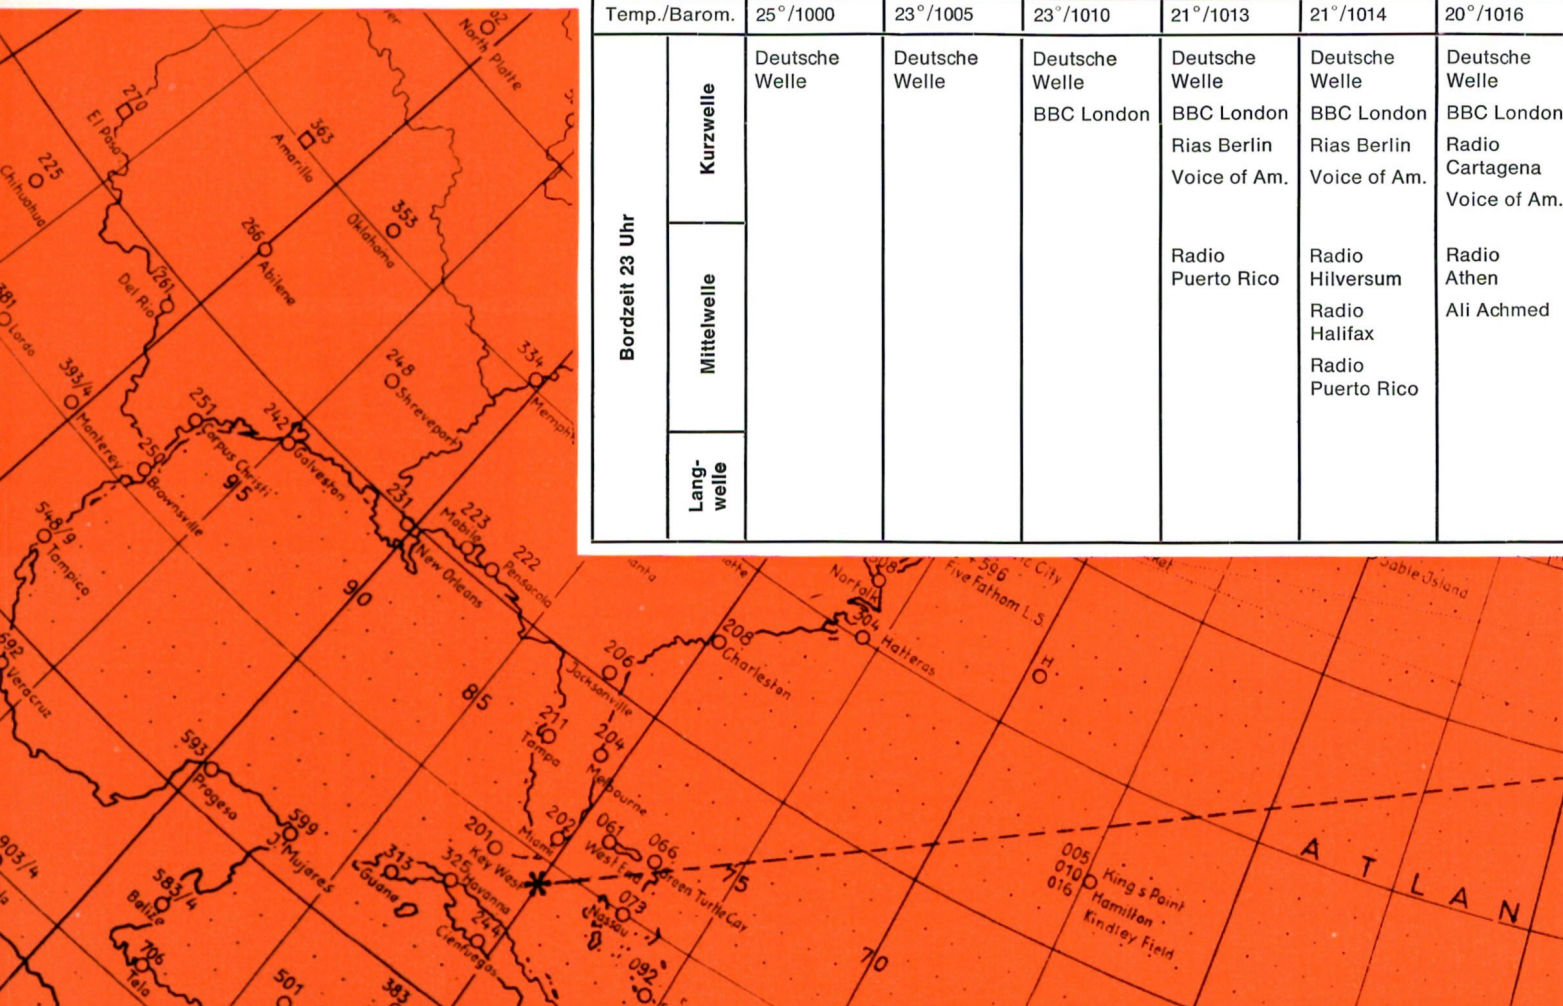 Temp./Barom. 25°/1000 23°/1005 23°/1010 21°/1013 21°/1014 20°/1016
Bordzeit 23 Uhr
Kurzwelle
Deutsche
Welle
Deutsche
Welle
Deutsche
Welle
BBC London
Deutsche
Welle
BBC London
Rias Berlin
Voice of Am.
Deutsche
Welle
BBC London
Rias Berlin
Voice of Am.
Deutsche
Welle
BBC London
Radio
Cartagena
Voice of Am.
Mittelwelle
Radio
Puerto Rico
Radio
Hilversum
Radio
Halifax
Radio
Puerto Rico
Radio
Athen
Ali Achmed
Lang-
welle
North Platte
270
El Paso
363
Amarillo
225
Chihuahua
353
Oklahoma
266
Abilene
261
Del Rio
393/4
Monterey
248
Shreveport
334
251
Corpus Christi
242
Galveston
250
Brownsville
95
548/9
Tampico
231
New Orleans
223
Mobile
222
Pensacola
90
Norfolk
596
Five Fathom L.S.
Sable Island
304
Hatteras
208
Charleston
206
Jacksonville
H
Veracruz
85
211
Tampa
204
Melbourne
593
Progeso
599
J. Mujeres
201
Key West
202
Miami
061
West End
066
Green Turtle Cay
75
313
Guane
325
Havanna
244
Cienfuegos
073
Nassau
092
005
010
016
King's Point
Hamilton
Kindley Field
ATLAN
70
903/4
583/4
Belize
706
Tela
501
383